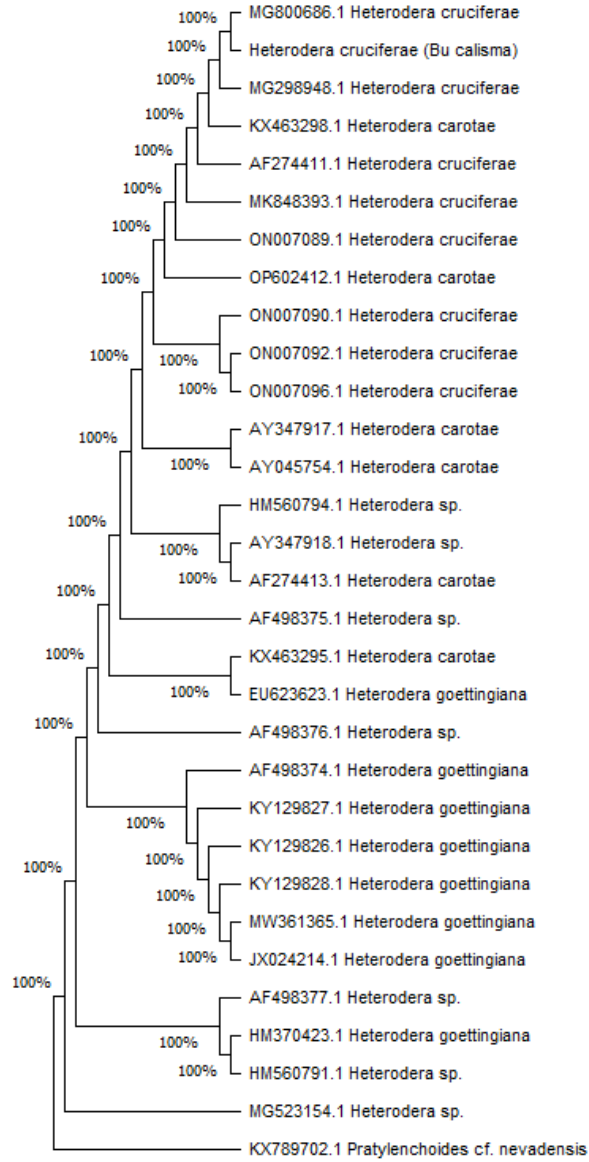 100%
MG800686.1 Heterodera cruciferae
100%
Heterodera cruciferae (Bu calisma)
100%
MG298948.1 Heterodera cruciferae
100%
KX463298.1 Heterodera carotae
100%
AF274411.1 Heterodera cruciferae
100%
MK848393.1 Heterodera cruciferae
100%
ON007089.1 Heterodera cruciferae
100%
OP602412.1 Heterodera carotae
ON007090.1 Heterodera cruciferae
100%
100%
ON007092.1 Heterodera cruciferae
100%
ON007096.1 Heterodera cruciferae
AY347917.1 Heterodera carotae
100%
100%
AY045754.1 Heterodera carotae
HM560794.1 Heterodera sp.
100%
100%
AY347918.1 Heterodera sp.
100%
AF274413.1 Heterodera carotae
100%
AF498375.1 Heterodera sp.
100%
KX463295.1 Heterodera carotae
100%
EU623623.1 Heterodera goettingiana
100%
AF498376.1 Heterodera sp.
AF498374.1 Heterodera goettingiana
KY129827.1 Heterodera goettingiana
100%
KY129826.1 Heterodera goettingiana
100%
100%
KY129828.1 Heterodera goettingiana
100%
100%
MW361365.1 Heterodera goettingiana
100%
JX024214.1 Heterodera goettingiana
100%
AF498377.1 Heterodera sp.
HM370423.1 Heterodera goettingiana
100%
100%
HM560791.1 Heterodera sp.
MG523154.1 Heterodera sp.
KX789702.1 Pratylenchoides cf. nevadensis